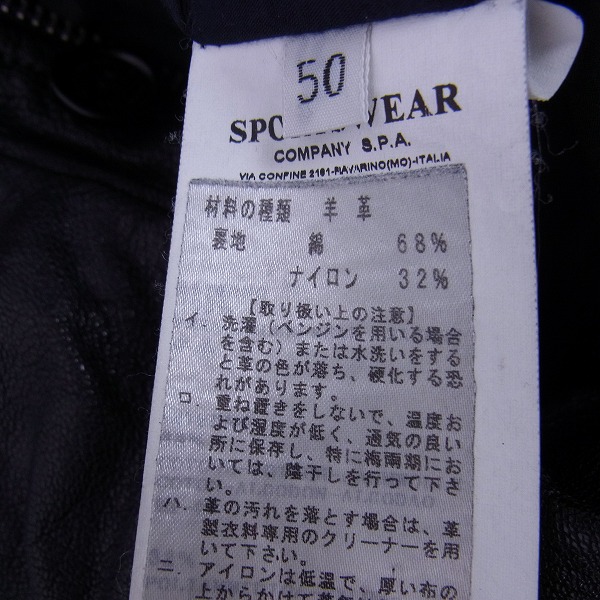 50
SPORTSWEAR
COMPANY S.P.A.
VIA CONFINE 2161-RAVARINO(MO)-ITALIA
材料の種類 羊革
裏地 綿 68%
ナイロン 32%
【取り扱い上の注意】
イ. 洗濯(ベンジンを用いる場合
を含む)または水洗いをする
と革の色が落ち、硬化する恐
れがあります。
ロ. 重ね置きをしないで、温度お
よび湿度が低く、通気の良い
所に保存し、特に梅雨期にお
いては、陰干しを行って下さ
い。
ハ. 革の汚れを落とす場合は、革
製衣料専用のクリーナーを用
いて下さい。
ニ. アイロンは低温で、厚い布の
上からかけ